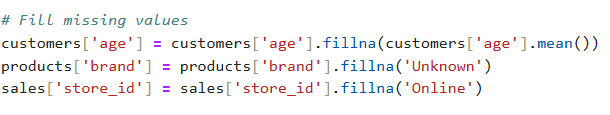 # Fill missing values
customers['age'] = customers['age'].fillna(customers['age'].mean())
products['brand'] = products['brand'].fillna('Unknown')
sales['store_id'] = sales['store_id'].fillna('Online')